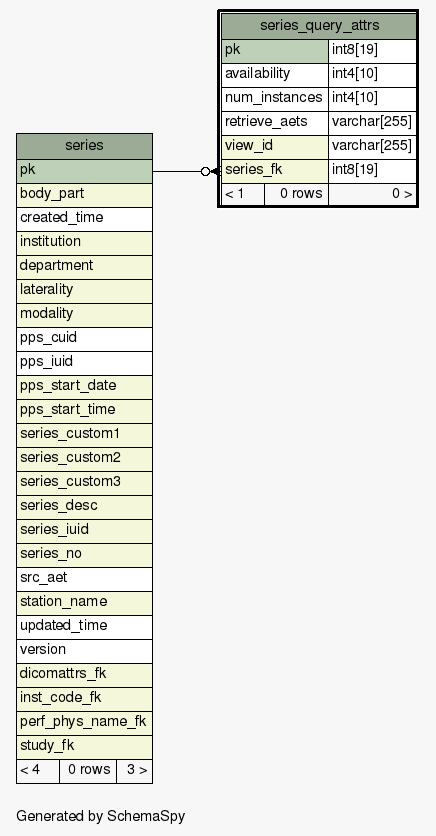 series_query_attrs
pk int8[19]
availability int4[10]
num_instances int4[10]
retrieve_aets varchar[255]
view_id varchar[255]
series_fk int8[19]
< 1 0 rows 0 >
series
pk
body_part
created_time
institution
department
laterality
modality
pps_cuid
pps_iuid
pps_start_date
pps_start_time
series_custom1
series_custom2
series_custom3
series_desc
series_iuid
series_no
src_aet
station_name
updated_time
version
dicomattrs_fk
inst_code_fk
perf_phys_name_fk
study_fk
< 4 0 rows 3 >
Generated by SchemaSpy